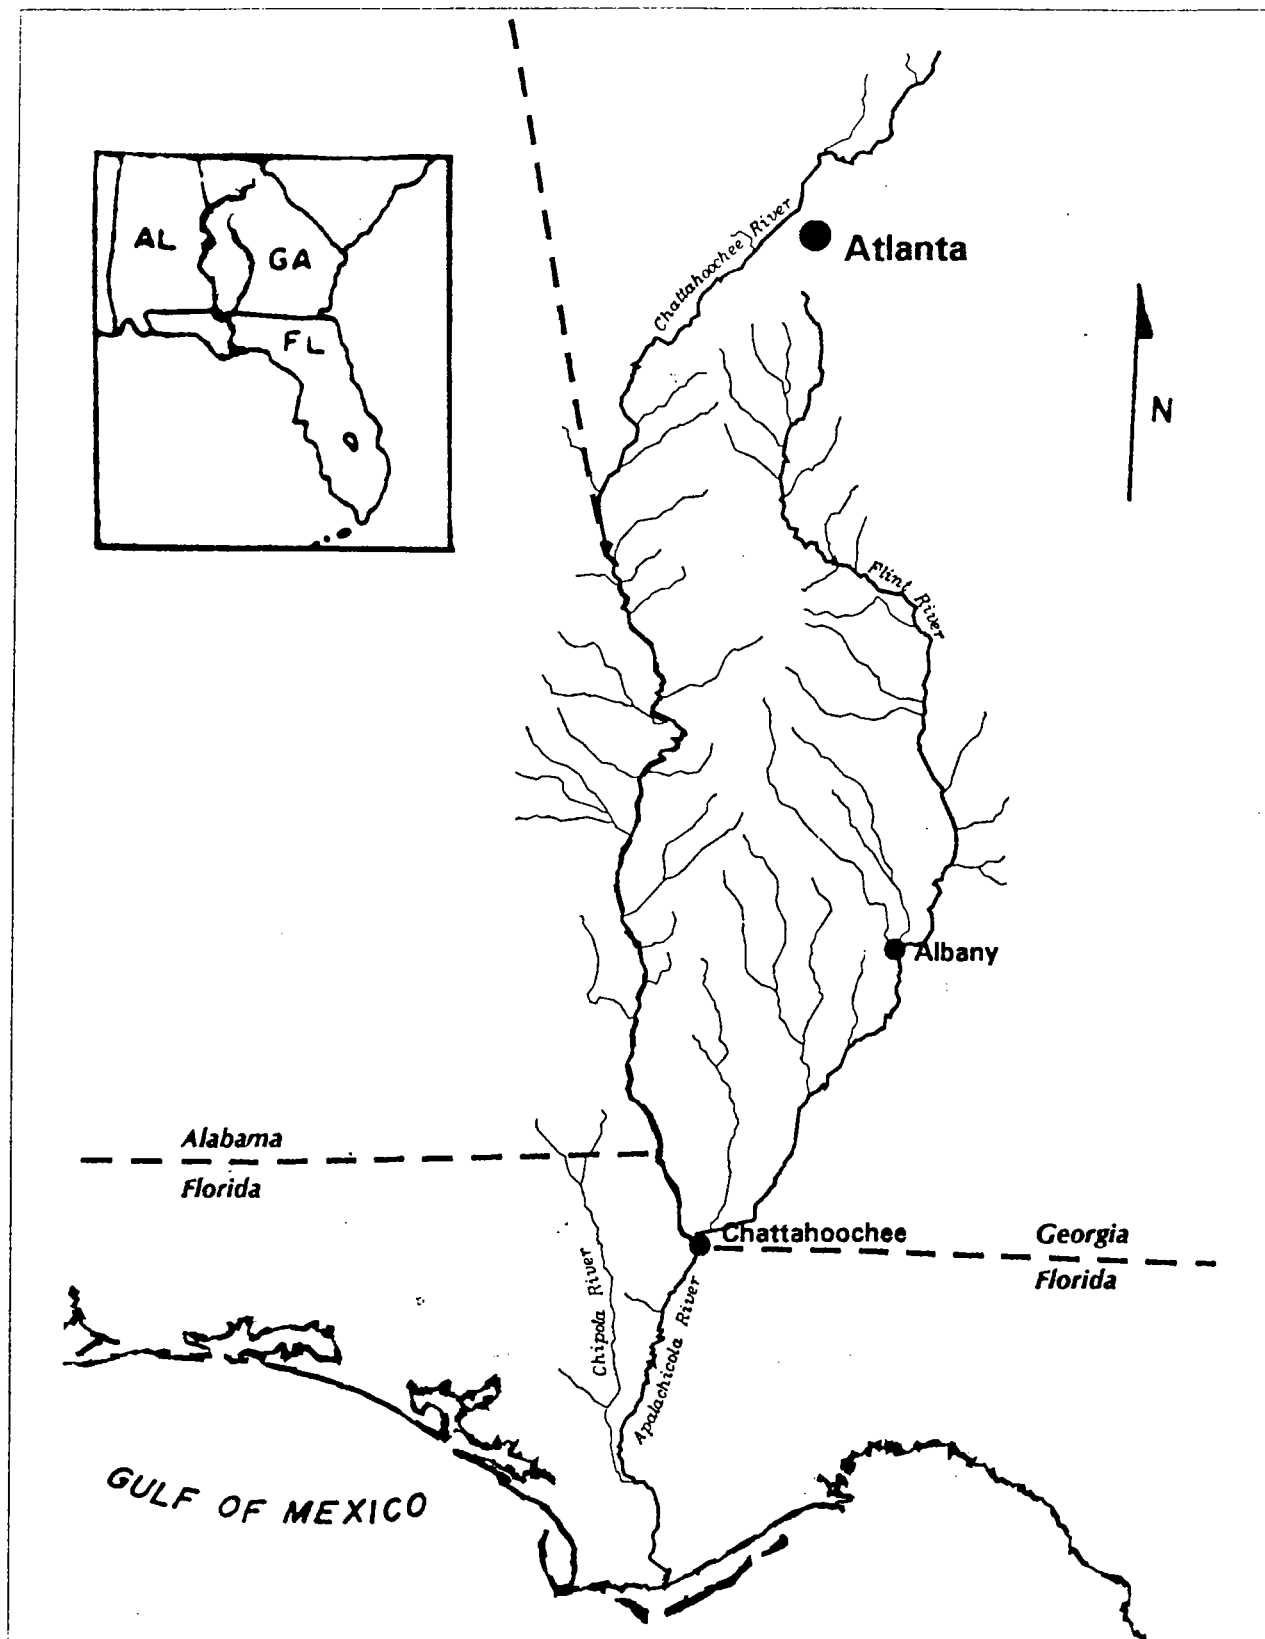 AL
GA
FL
Chattahoochee River
Atlanta
N
Flint River
Albany
Alabama
Florida
Chattahoochee
Georgia
Florida
Chipola River
Apalachicola River
GULF OF MEXICO